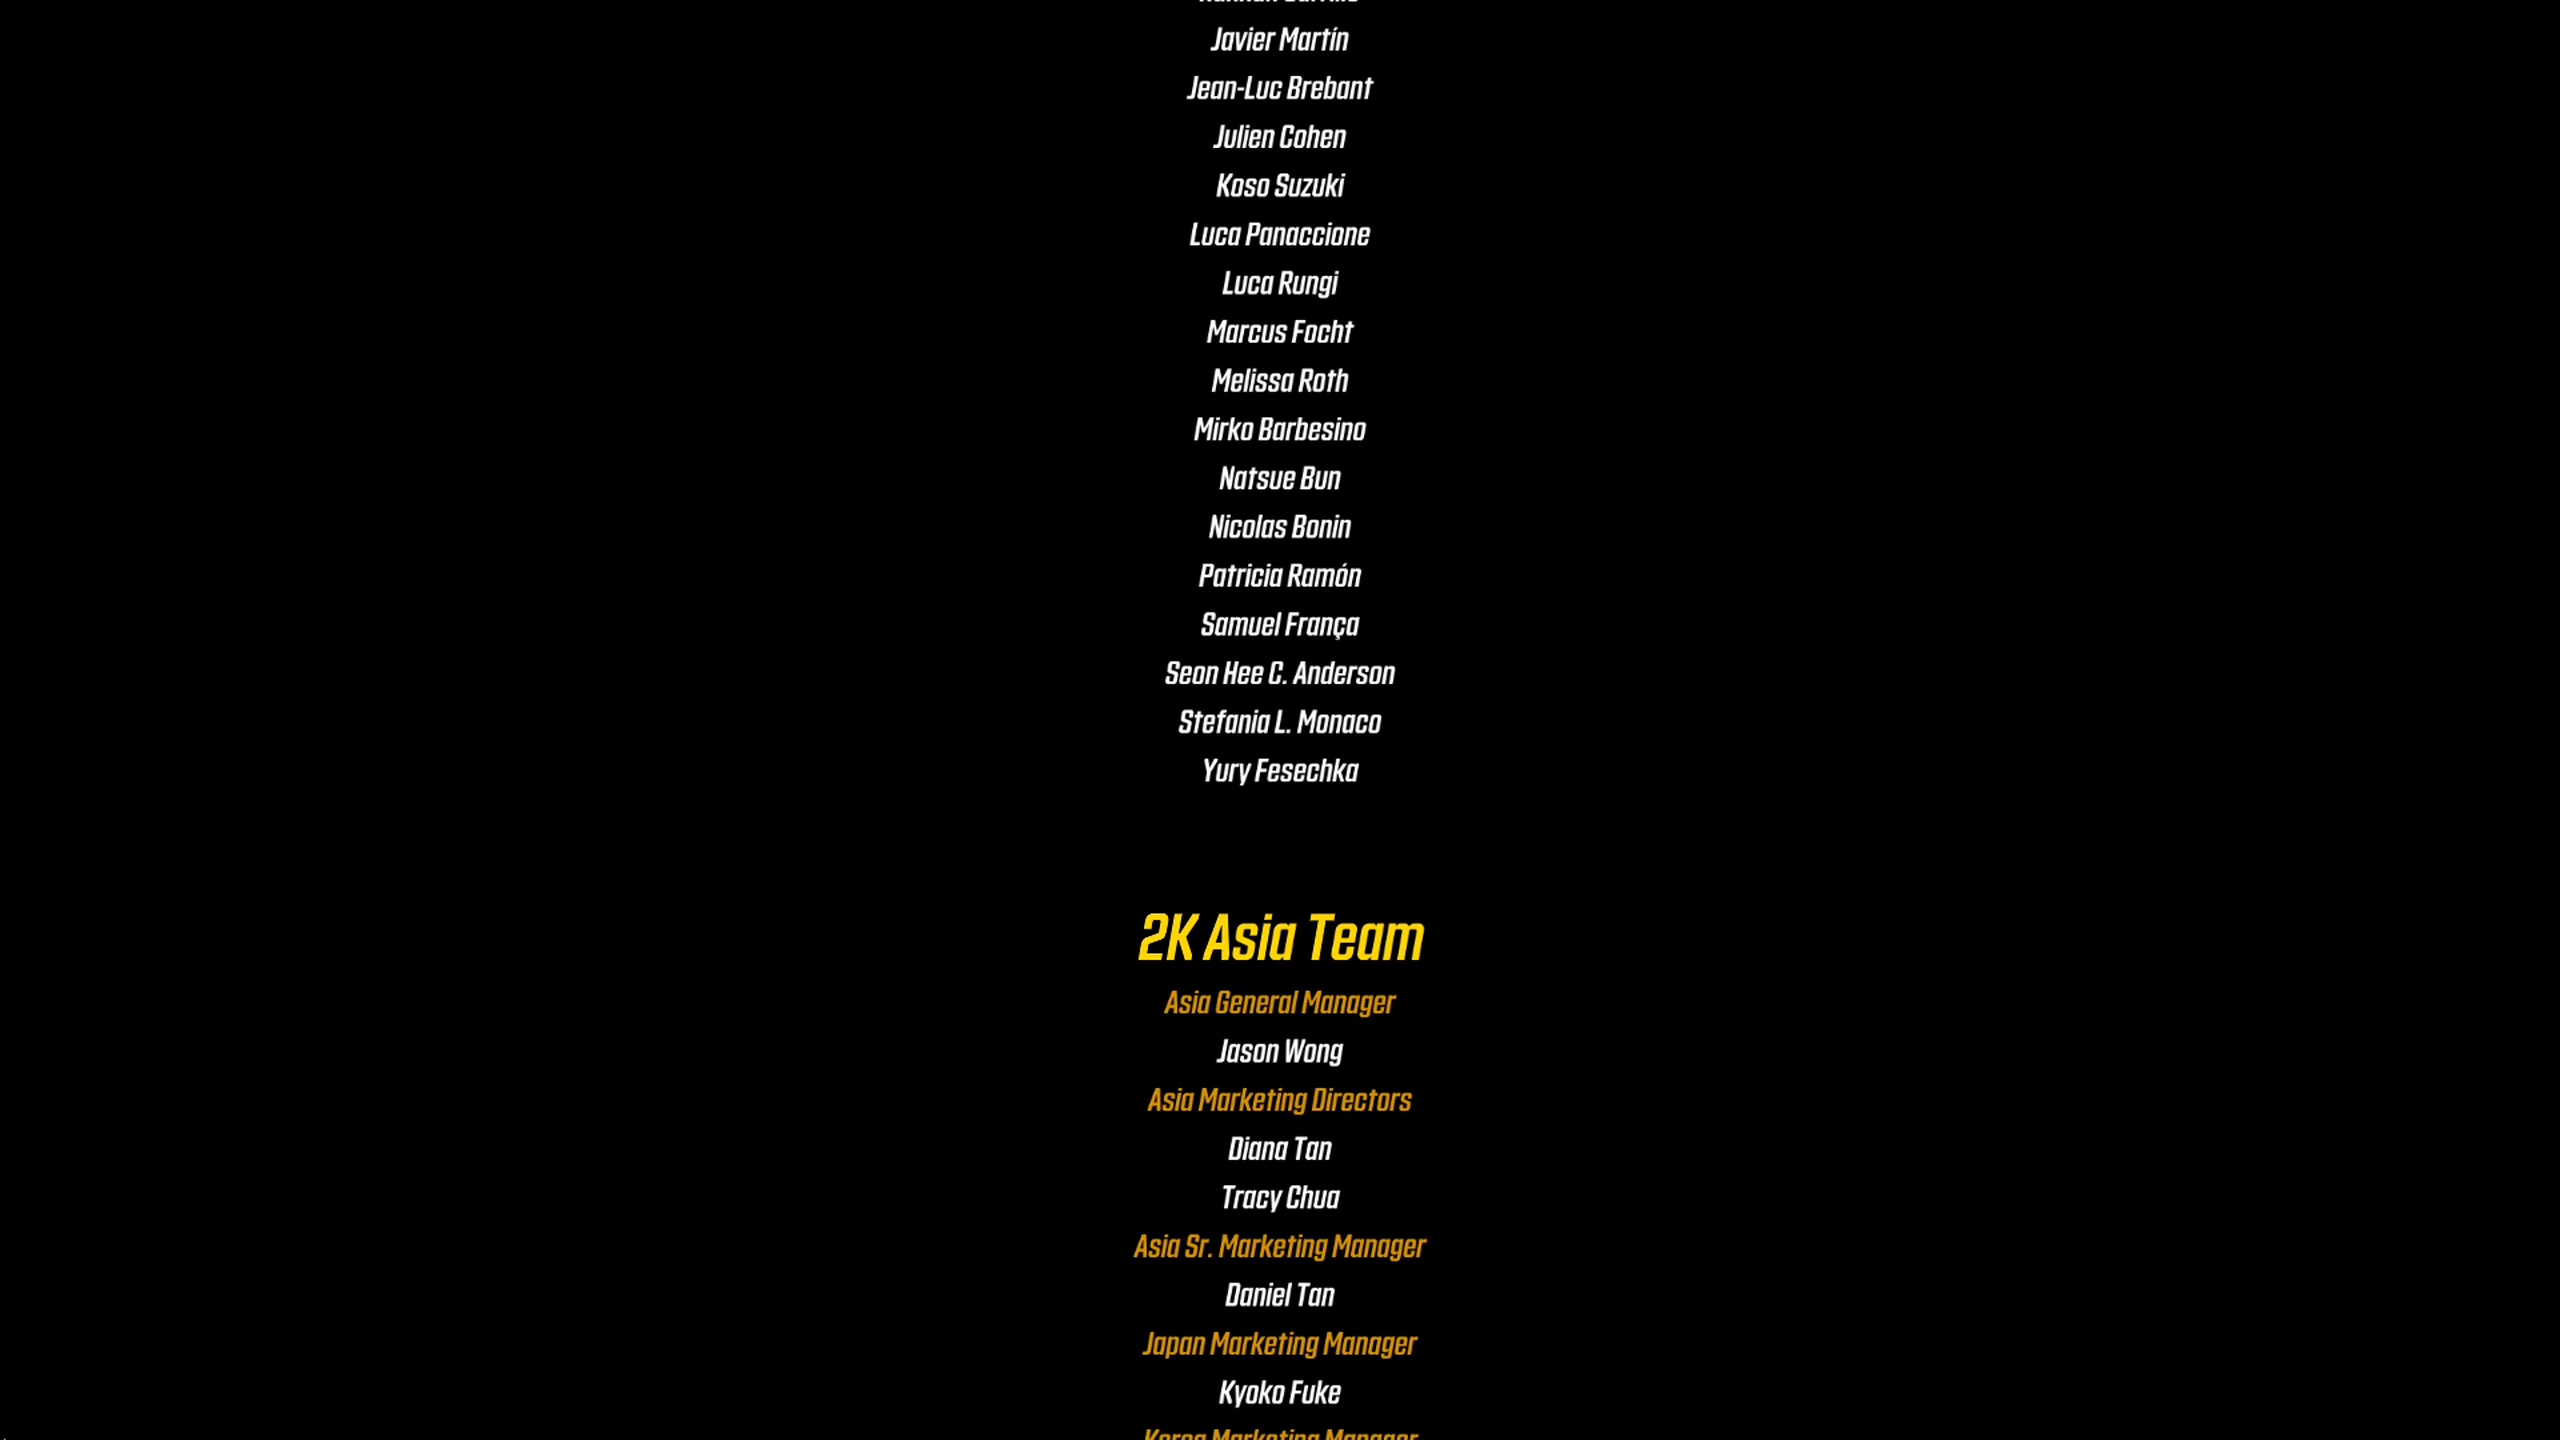 Javier Martín
Jean-Luc Brebant
Julien Cohen
Koso Suzuki
Luca Panaccione
Luca Rungi
Marcus Focht
Melissa Roth
Mirko Barbesino
Natsue Bun
Nicolas Bonin
Patricia Ramón
Samuel França
Seon Hee C. Anderson
Stefania L. Monaco
Yury Fesechka
2K Asia Team
Asia General Manager
Jason Wong
Asia Marketing Directors
Diana Tan
Tracy Chua
Asia Sr. Marketing Manager
Daniel Tan
Japan Marketing Manager
Kyoko Fuke
Korea Marketing Manager